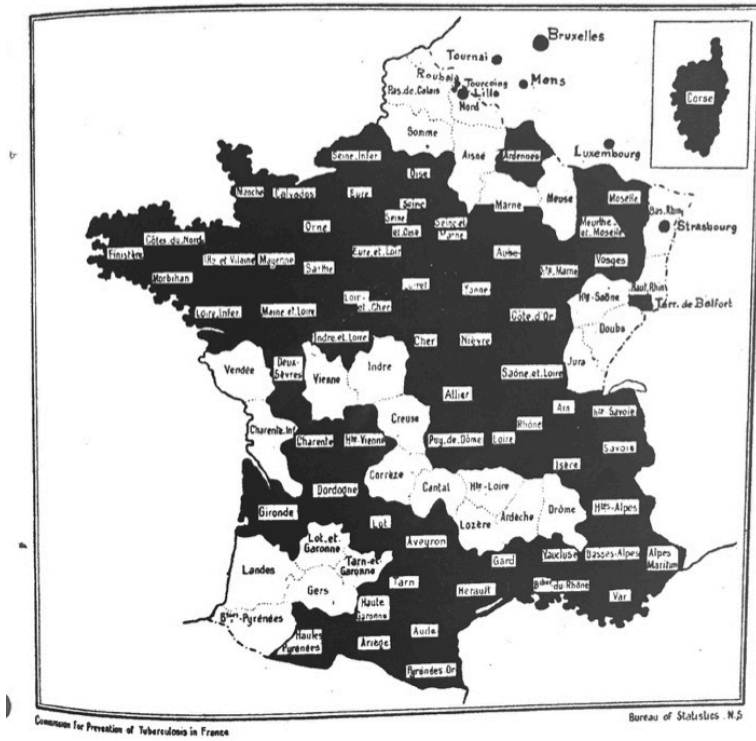 Bruxelles
Tournai
Roubaix
Tourcoing
Mons
Pas.de.Calais
Lille
Nord
Corse
Somme
Aisne
Ardennes
Luxembourg
Seine.Infer
Oise
Manche
Calvados
Eure
Seine
Marne
Meuse
Moselle
Bas.Rhin
Seine
et.Oise
Seine et
Marne
Meurthe
et.Moselle
Strasbourg
Orne
Côtes.du.Nord
Finistère
Ille et Vilaine
Mayenne
Eure.et.Loir
Aube
Vosges
Sarthe
Hte.Marne
Morbihan
Loiret
Yonne
Hte-Saône
Haut.Rhin
Terr.de Belfort
Loir-
et.Cher
Loire.Infer
Maine et Loire
Côte.d'Or
Doubs
Indre et Loire
Cher
Nièvre
Vendée
Deux-
Sèvres
Vienne
Indre
Saône.et.Loire
Jura
Allier
Ain
Hte Savoie
Creuse
Rhône
Charente.Inf
Charente
Hte.Vienne
Puy.de.Dôme
Loire
Savoie
Isère
Corrèze
Cantal
Hte-Loire
Dordogne
Drôme
Htes-Alpes
Gironde
Lozère
Ardèche
Lot
Aveyron
Lot.et
Garonne
Tarn-et
Garonne
Landes
Gard
Vaucluse
Basses-Alpes
Alpes
Maritim
Tarn
Gers
Hérault
Bches du Rhône
Var
Haute
Garonne
Bses-Pyrénées
Hautes
Pyrénées
Ariège
Aude
Pyrénées.Or
Commission for Prevention of Tuberculosis in France
Bureau of Statistics.N.S